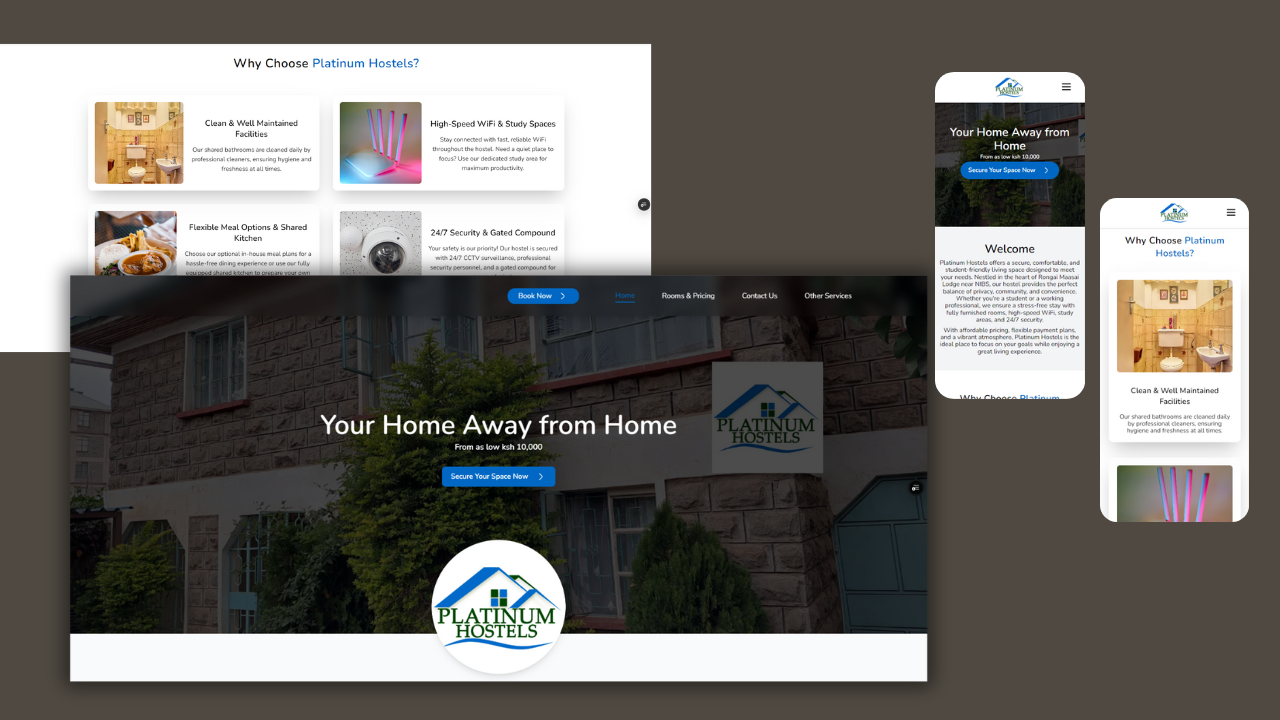 Why Choose Platinum Hostels?
Clean & Well Maintained
Facilities
Our shared bathrooms are cleaned daily by
professional cleaners, ensuring hygiene and
freshness at all times.
High-Speed WiFi & Study Spaces
Stay connected with fast, reliable WiFi
throughout the hostel. Need a quiet place to
focus? Use our dedicated study area for
maximum productivity.
Flexible Meal Options & Shared
Kitchen
Choose our optional in-house meal plans for a
hassle-free dining experience or use our fully
equipped shared kitchen to prepare your own
24/7 Security & Gated Compound
Your safety is our priority! Our hostel is secured
with 24/7 CCTV surveillance, professional
security personnel, and a gated compound for
Book Now
Home
Rooms & Pricing
Contact Us
Other Services
Your Home Away from Home
From as low ksh 10,000
Secure Your Space Now
PLATINUM
HOSTELS
PLATINUM
HOSTELS
PLATINUM
HOSTELS
Your Home Away from
Home
From as low ksh 10,000
Secure Your Space Now
Welcome
Platinum Hostels offers a secure, comfortable, and
student-friendly living space designed to meet
your needs. Nestled in the heart of Rongai Maasai
Lodge near NIBS, our hostel provides the perfect
balance of privacy, community, and convenience.
Whether you're a student or a working
professional, we ensure a stress-free stay with
fully furnished rooms, high-speed WiFi, study
areas, and 24/7 security.
With affordable pricing, flexible payment plans,
and a vibrant atmosphere, Platinum Hostels is the
ideal place to focus on your goals while enjoying a
great living experience.
Why Choose Platinum
PLATINUM
HOSTELS
Why Choose Platinum
Hostels?
Clean & Well Maintained
Facilities
Our shared bathrooms are cleaned daily
by professional cleaners, ensuring
hygiene and freshness at all times.